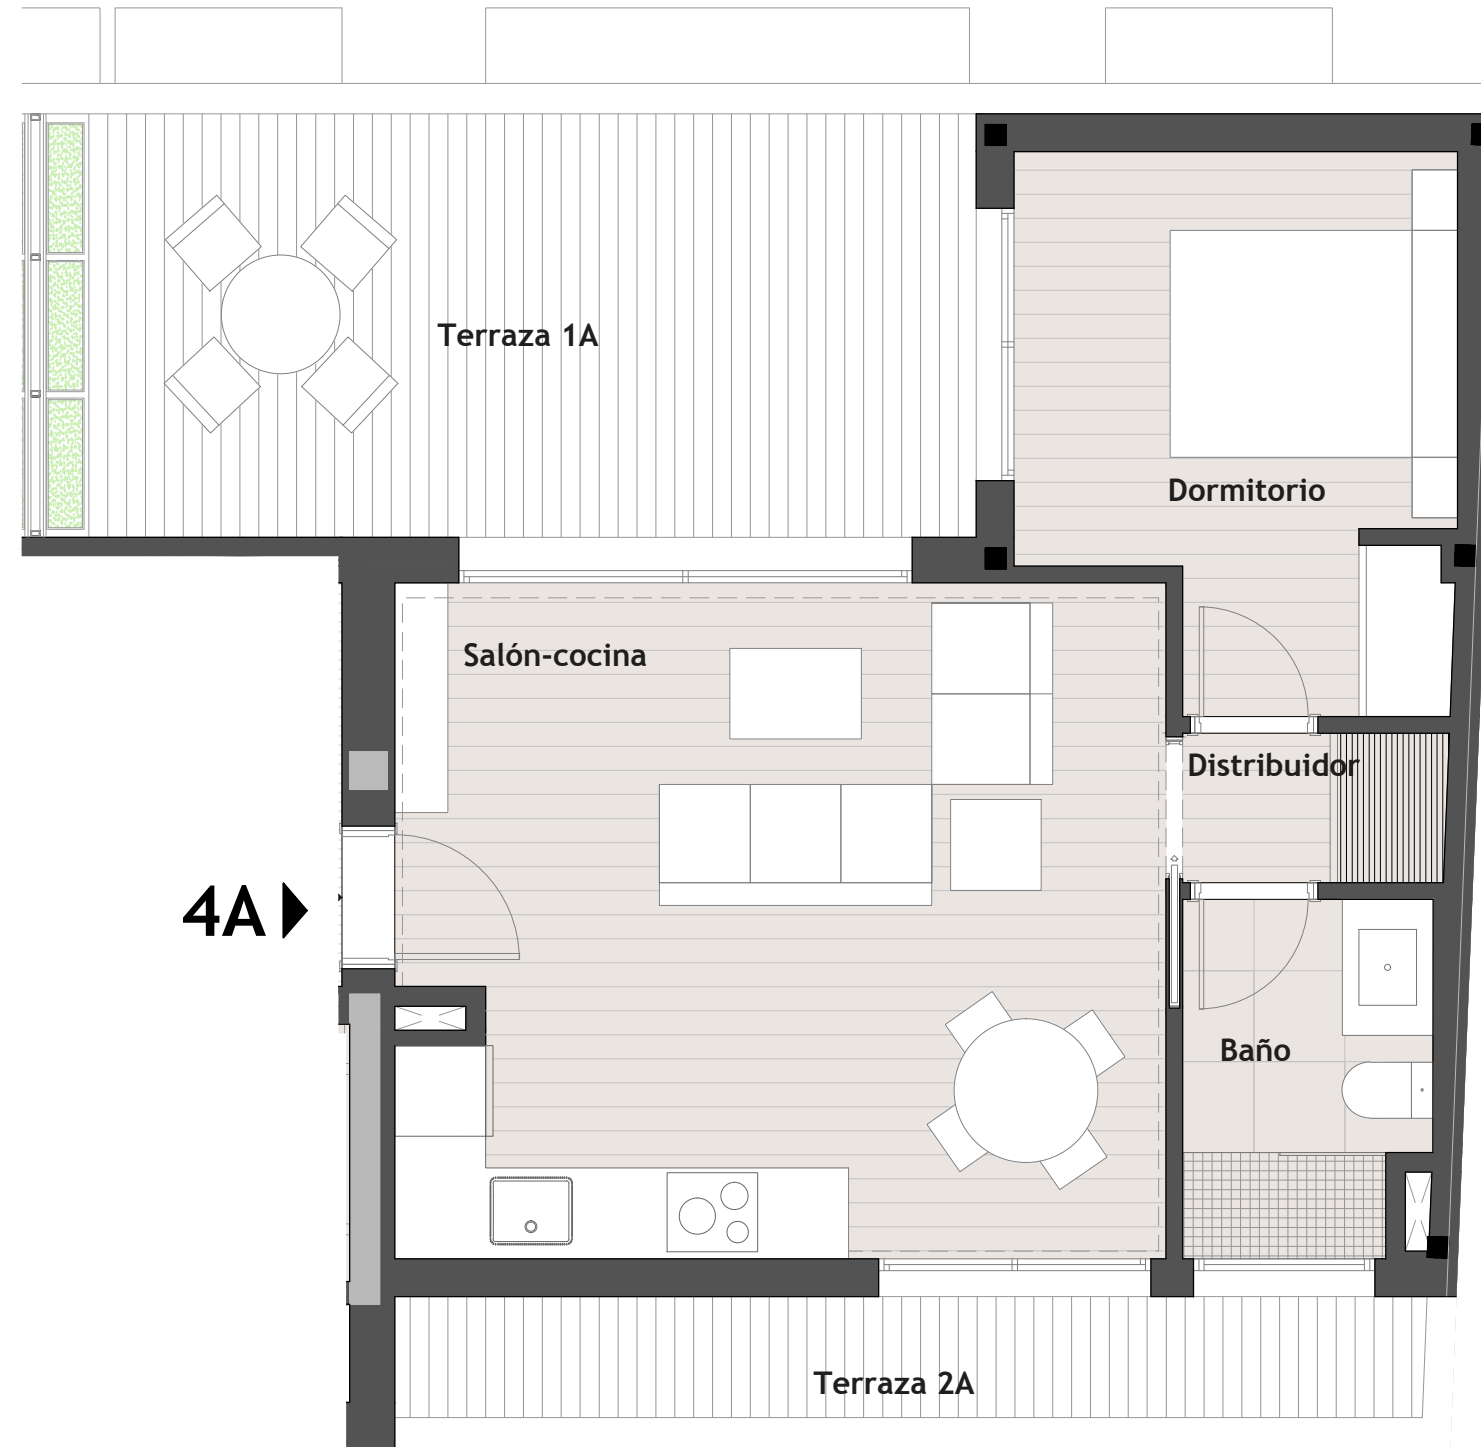 Terraza 1A
Dormitorio
Salón-cocina
Distribuidor
4A
Baño
Terraza 2A